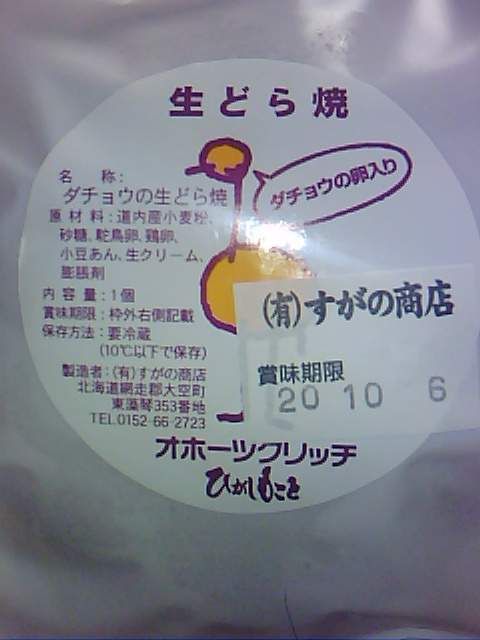 生どら焼
ダチョウの卵入り
名 称:
ダチョウの生どら焼
原材料:道内産小麦粉、
砂糖、駝鳥卵、鶏卵、
小豆あん、生クリーム、
膨脹剤
内容量:1個
賞味期限:枠外右側記載
保存方法:要冷蔵
(10℃以下で保存)
製造者:(有)すがの商店
北海道網走郡大空町
東藻琴353番地
TEL.0152-66-2723
(有)すがの商店
賞味期限
20 10 6
オホーツクリッチ
ひがしもこと